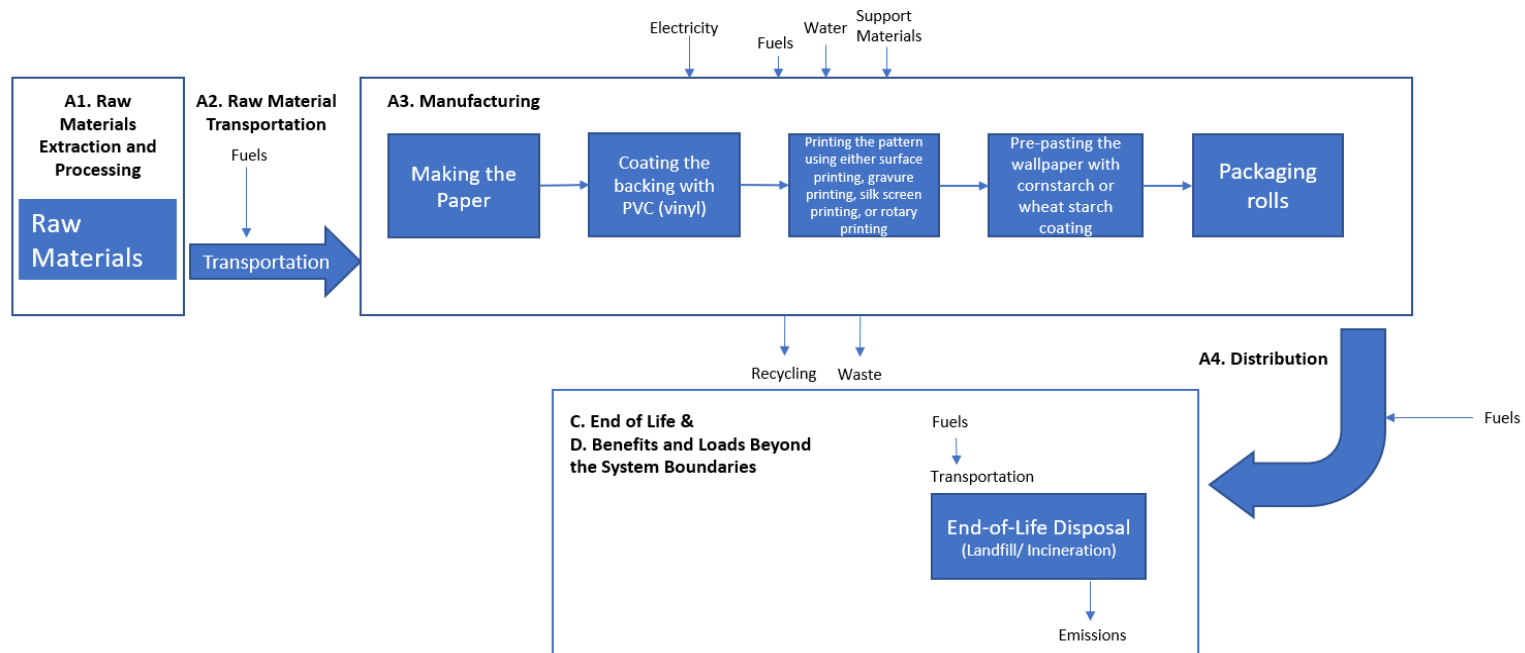 Electricity
Fuels
Water
Support
Materials
A1. Raw
Materials
Extraction and
Processing
Raw
Materials
A2. Raw Material
Transportation
Fuels
Transportation
A3. Manufacturing
Making the
Paper
Coating the
backing with
PVC (vinyl)
Printing the pattern
using either surface
printing, gravure
printing, silk screen
printing, or rotary
printing
Pre-pasting the
wallpaper with
cornstarch or
wheat starch
coating
Packaging
rolls
Recycling
Waste
A4. Distribution
Fuels
C. End of Life &
D. Benefits and Loads Beyond
the System Boundaries
Fuels
Transportation
End-of-Life Disposal
(Landfill/ Incineration)
Emissions